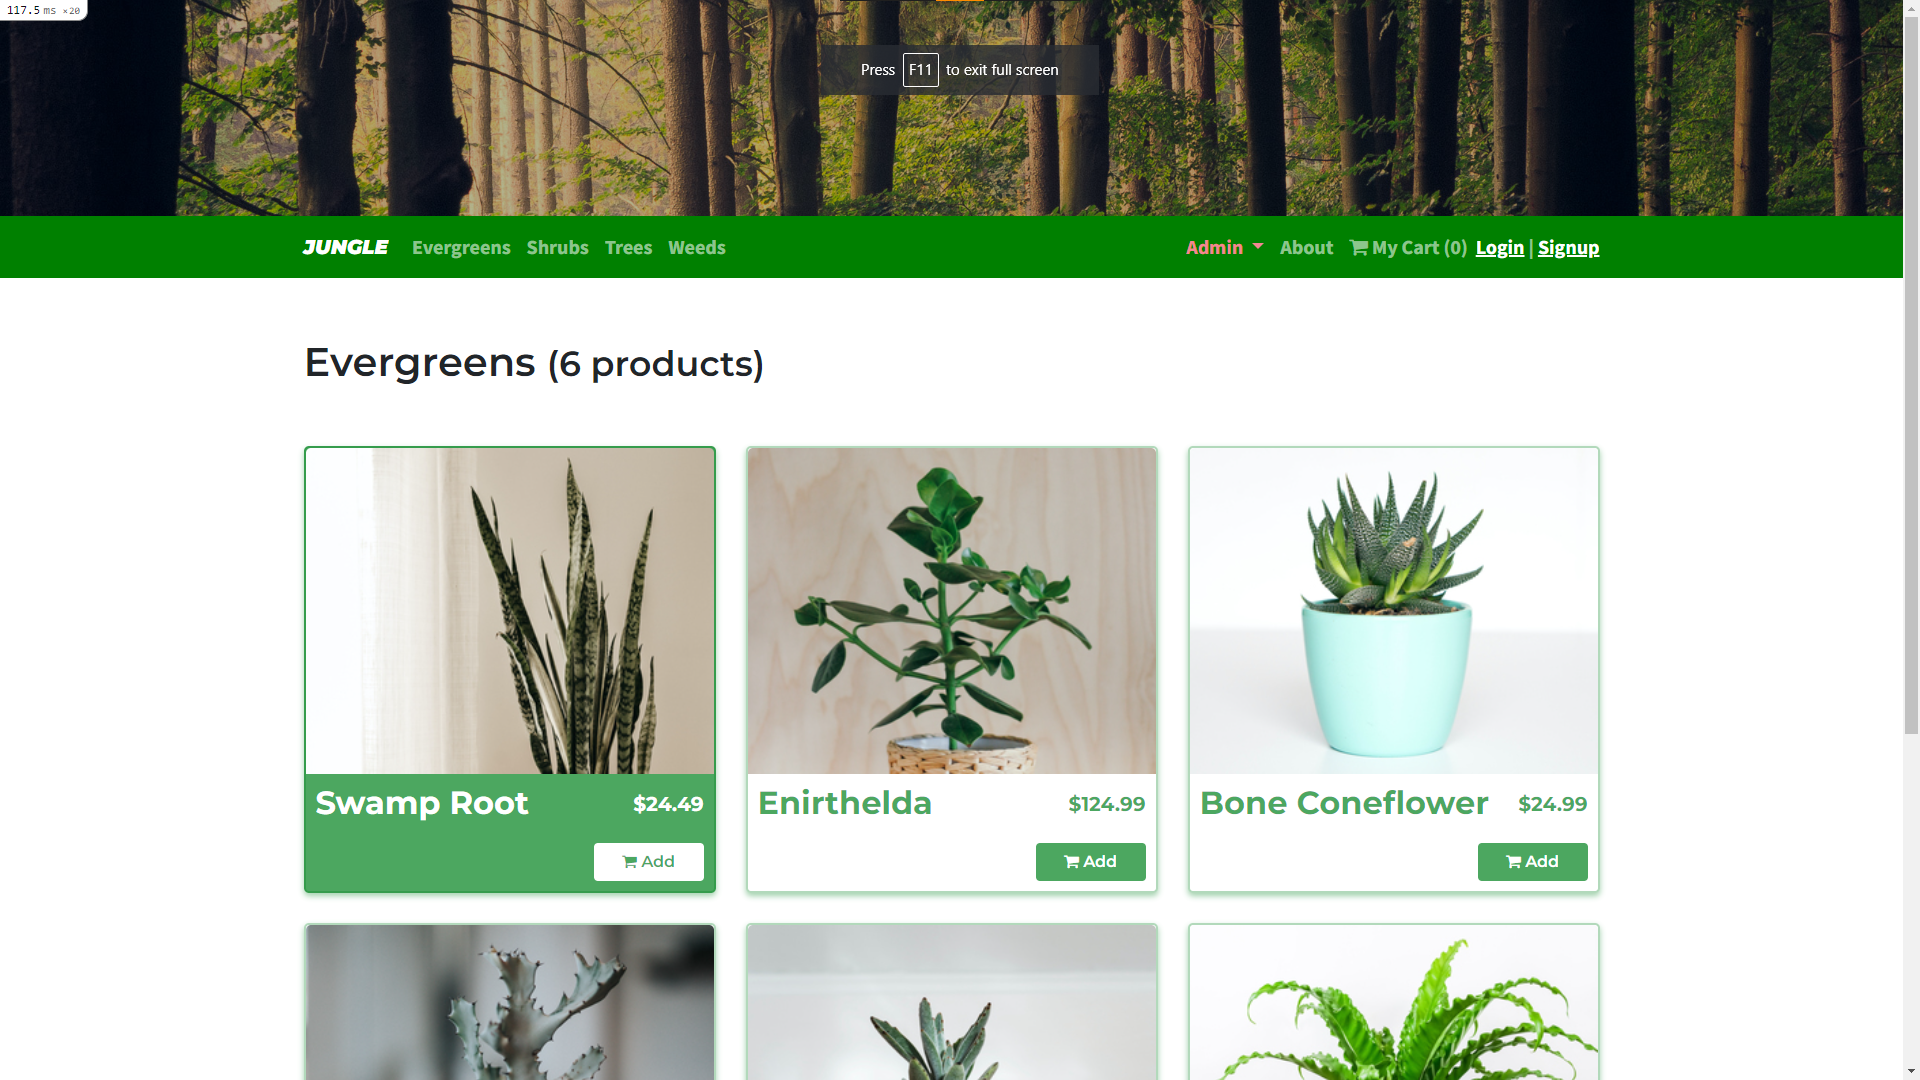 117.5 ms ×20
Press F11 to exit full screen
JUNGLE Evergreens Shrubs Trees Weeds Admin About My Cart (0) Login | Signup
Evergreens (6 products)
Swamp Root $24.49
Add
Enirthelda $124.99
Add
Bone Coneflower $24.99
Add